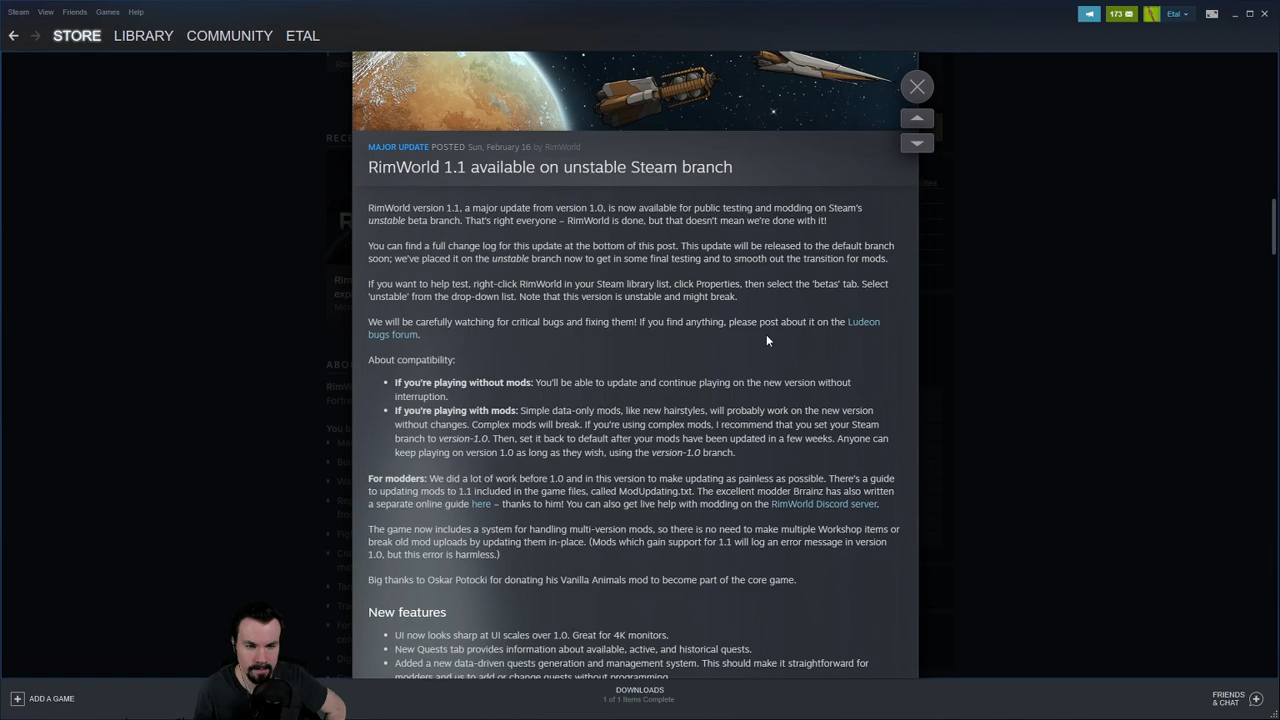 Steam View Friends Games Help
173
Etal
STORE LIBRARY COMMUNITY ETAL
MAJOR UPDATE POSTED Sun, February 16 by RimWorld
RimWorld 1.1 available on unstable Steam branch
RimWorld version 1.1, a major update from version 1.0, is now available for public testing and modding on Steam's
unstable beta branch. That's right everyone – RimWorld is done, but that doesn't mean we're done with it!
You can find a full change log for this update at the bottom of this post. This update will be released to the default branch
soon; we've placed it on the unstable branch now to get in some final testing and to smooth out the transition for mods.
If you want to help test, right-click RimWorld in your Steam library list, click Properties, then select the 'betas' tab. Select
'unstable' from the drop-down list. Note that this version is unstable and might break.
We will be carefully watching for critical bugs and fixing them! If you find anything, please post about it on the Ludeon
bugs forum.
About compatibility:
• If you're playing without mods: You'll be able to update and continue playing on the new version without
interruption.
• If you're playing with mods: Simple data-only mods, like new hairstyles, will probably work on the new version
without changes. Complex mods will break. If you're using complex mods, I recommend that you set your Steam
branch to version-1.0. Then, set it back to default after your mods have been updated in a few weeks. Anyone can
keep playing on version 1.0 as long as they wish, using the version-1.0 branch.
For modders: We did a lot of work before 1.0 and in this version to make updating as painless as possible. There's a guide
to updating mods to 1.1 included in the game files, called ModUpdating.txt. The excellent modder Brrainz has also written
a separate online guide here – thanks to him! You can also get live help with modding on the RimWorld Discord server.
The game now includes a system for handling multi-version mods, so there is no need to make multiple Workshop items or
break old mod uploads by updating them in-place. (Mods which gain support for 1.1 will log an error message in version
1.0, but this error is harmless.)
Big thanks to Oskar Potocki for donating his Vanilla Animals mod to become part of the core game.
New features
• UI now looks sharp at UI scales over 1.0. Great for 4K monitors.
• New Quests tab provides information about available, active, and historical quests.
• Added a new data-driven quests generation and management system. This should make it straightforward for
modders and us to add or change quests without programming.
ADD A GAME
DOWNLOADS
1 of 1 Items Complete
FRIENDS
& CHAT